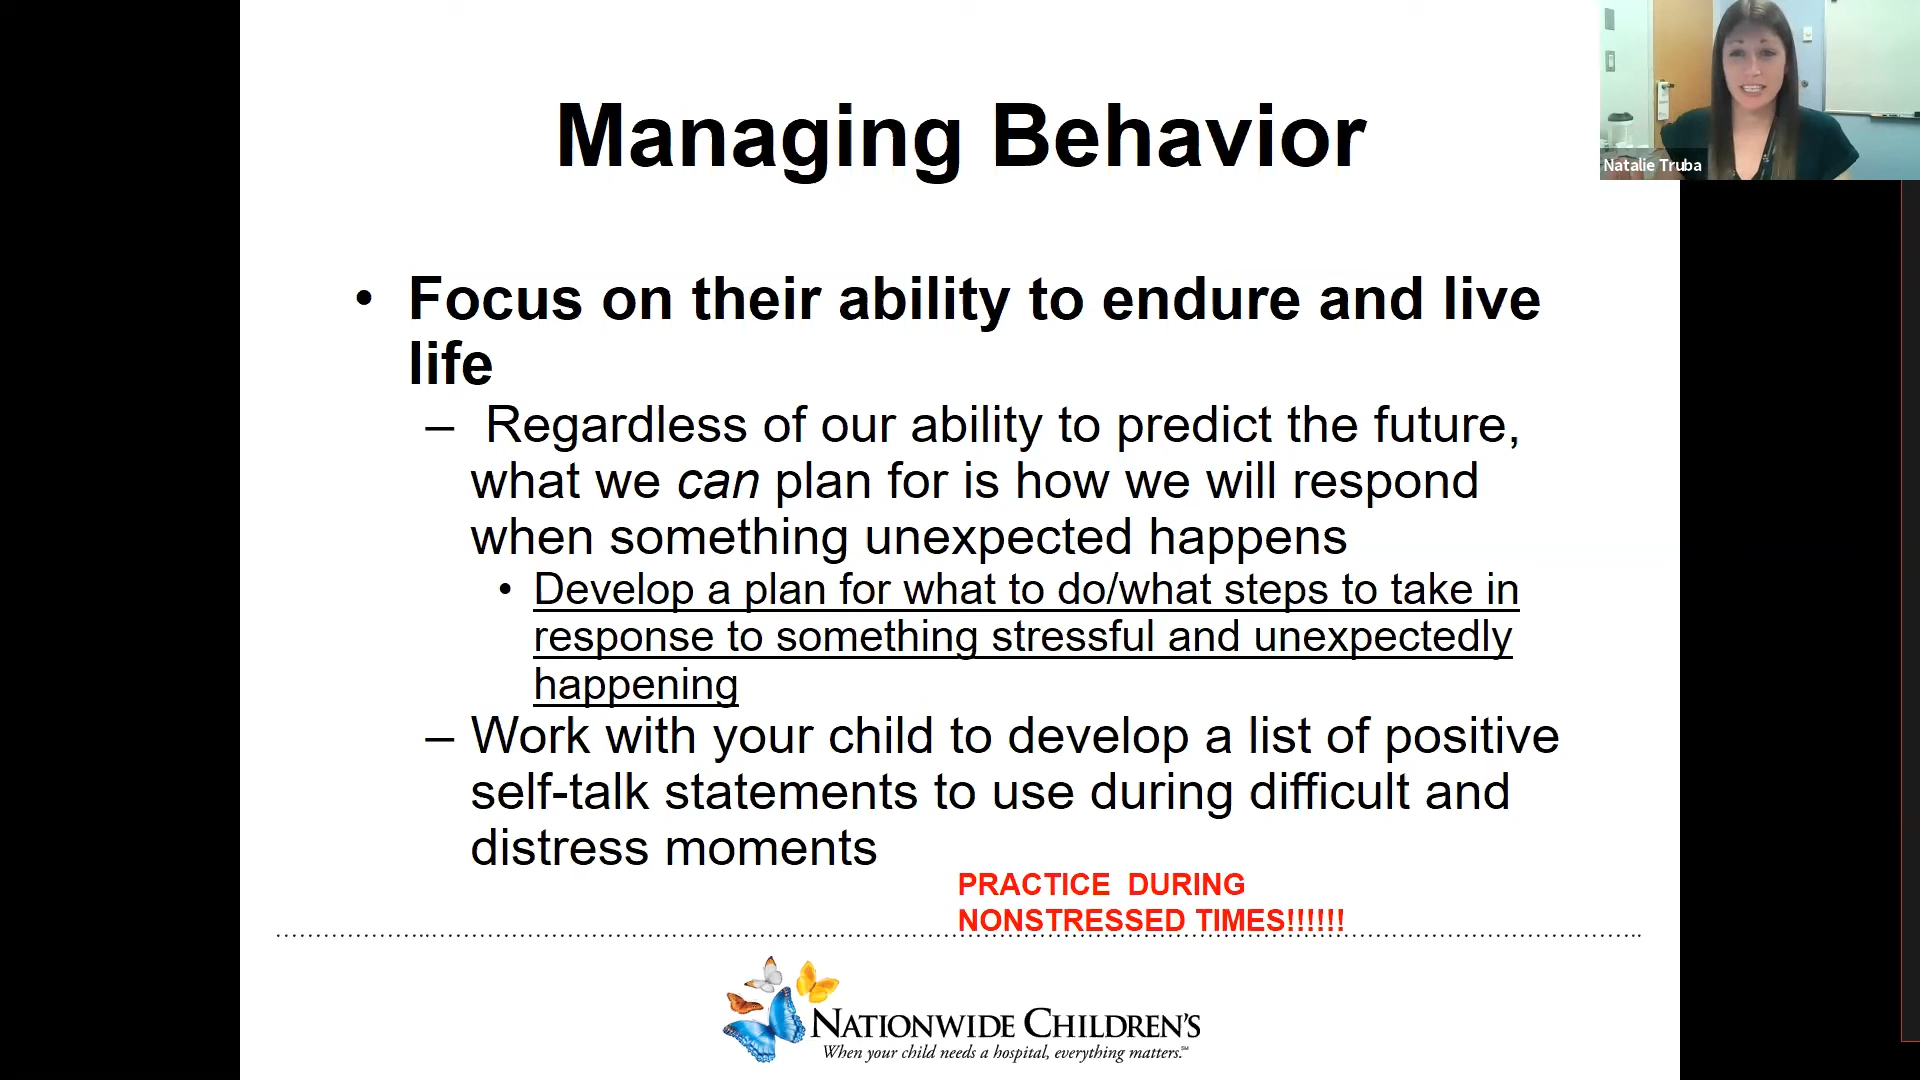 Managing Behavior
Natalie Truba
• Focus on their ability to endure and live
life
– Regardless of our ability to predict the future,
what we can plan for is how we will respond
when something unexpected happens
• Develop a plan for what to do/what steps to take in
response to something stressful and unexpectedly
happening
– Work with your child to develop a list of positive
self-talk statements to use during difficult and
distress moments
PRACTICE DURING
NONSTRESSED TIMES!!!!!!
NATIONWIDE CHILDREN'S
When your child needs a hospital, everything matters.℠